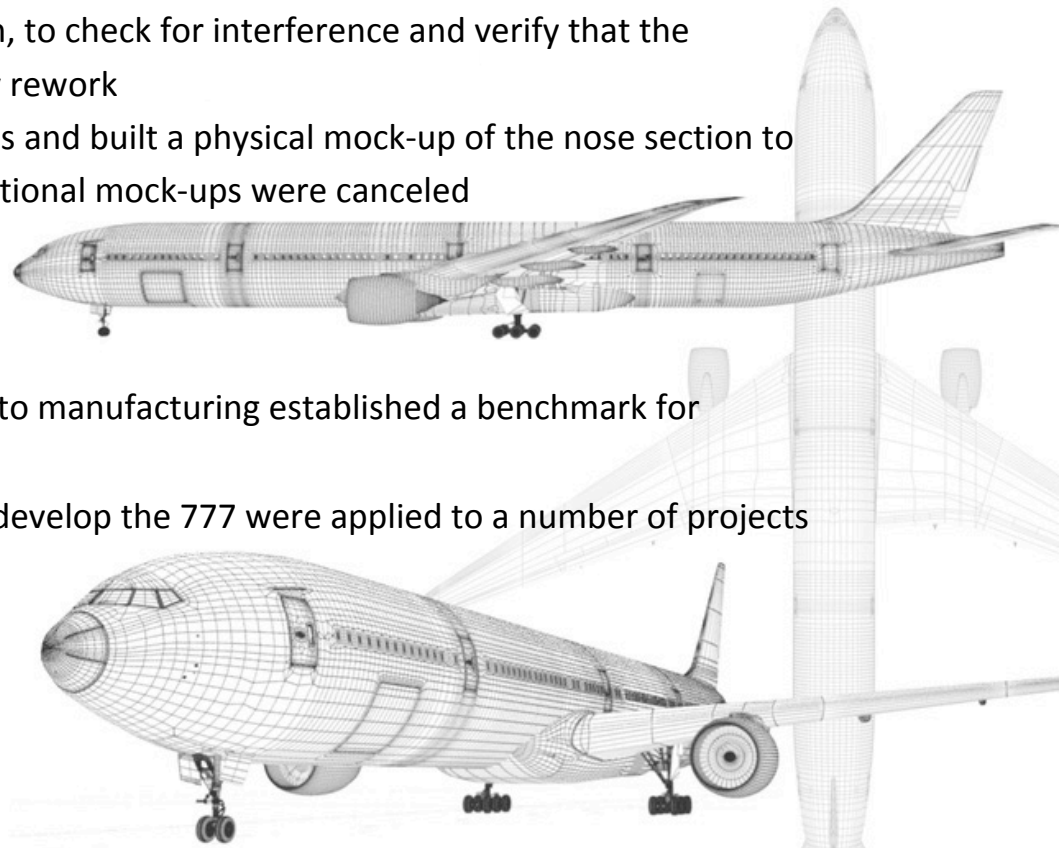 n, to check for interference and verify that the
r rework
s and built a physical mock-up of the nose section to
tional mock-ups were canceled
to manufacturing established a benchmark for
develop the 777 were applied to a number of projects